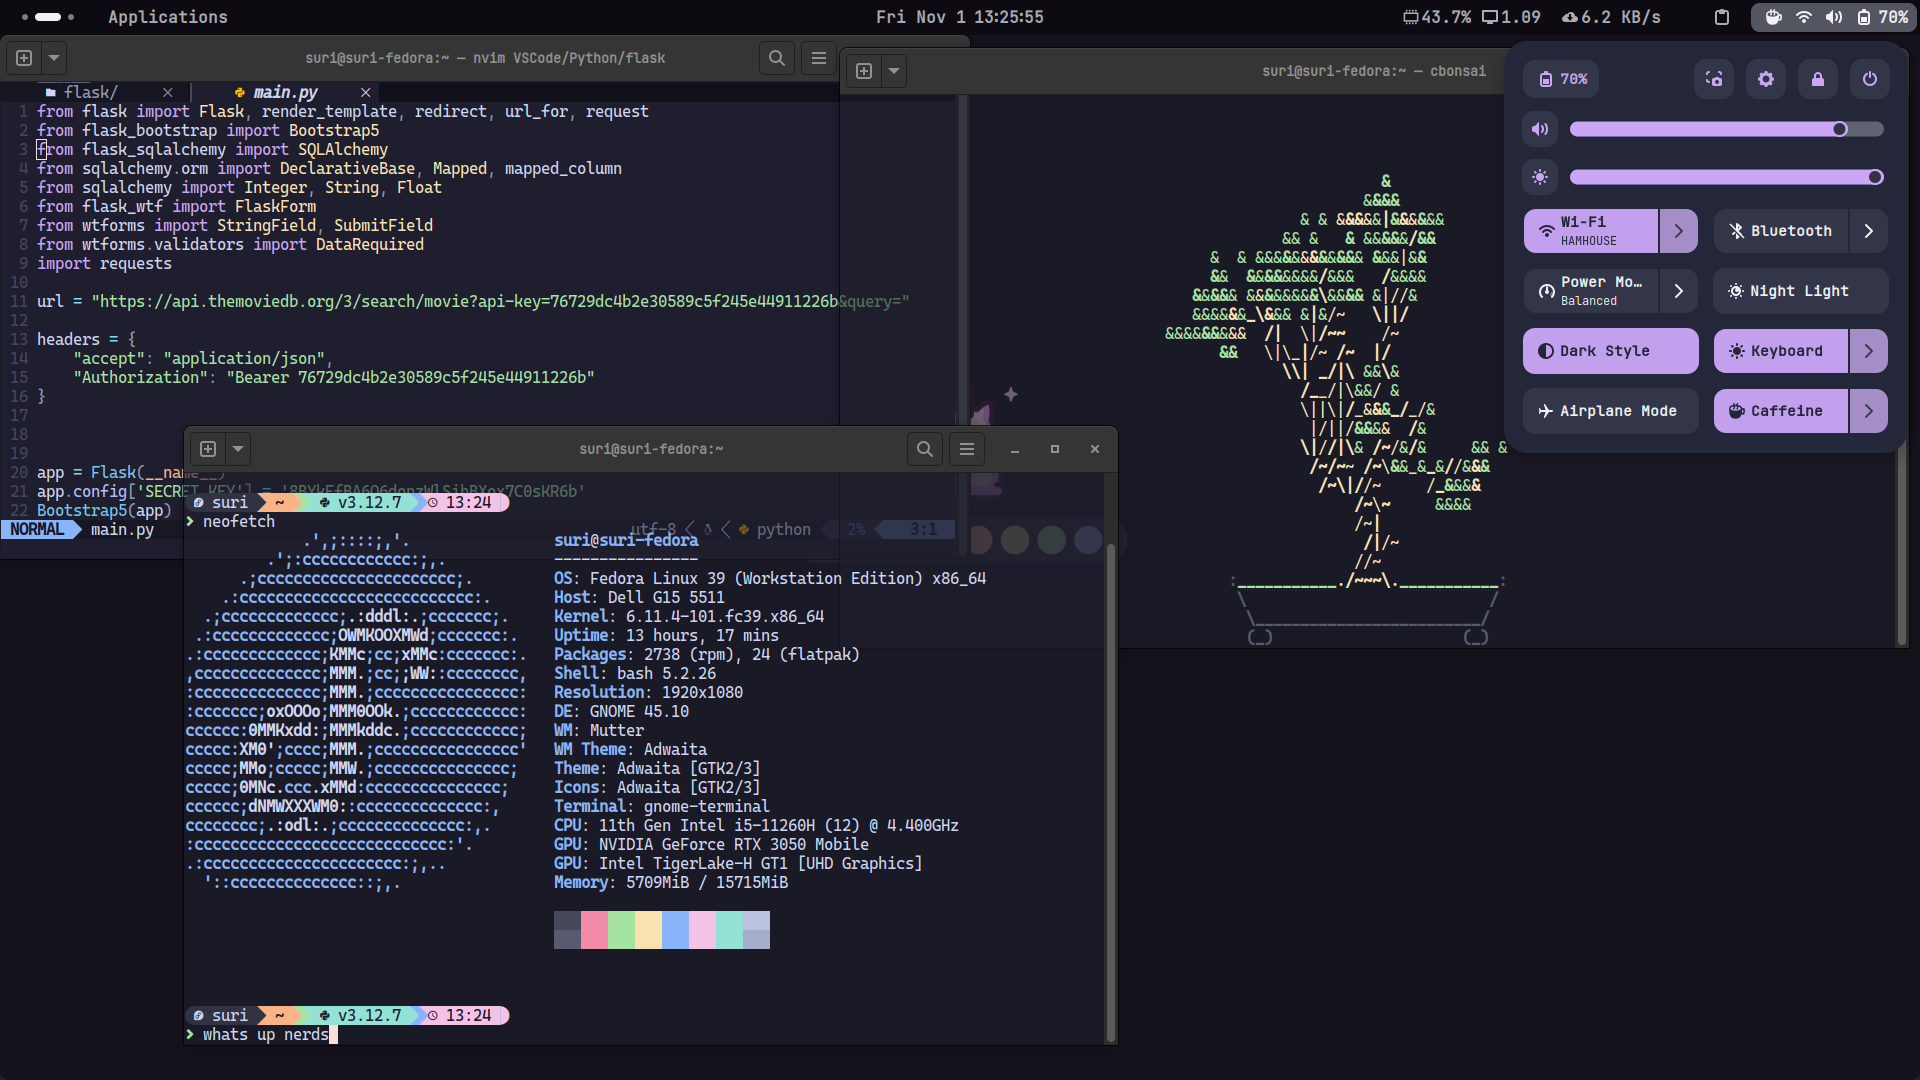 Applications
Fri Nov 1 13:25:55
43.7% 1.09 6.2 KB/s 70%
suri@suri-fedora:~ — nvim VSCode/Python/flask
flask/ main.py
1 from flask import Flask, render_template, redirect, url_for, request
2 from flask_bootstrap import Bootstrap5
3 from flask_sqlalchemy import SQLAlchemy
4 from sqlalchemy.orm import DeclarativeBase, Mapped, mapped_column
5 from sqlalchemy import Integer, String, Float
6 from flask_wtf import FlaskForm
7 from wtforms import StringField, SubmitField
8 from wtforms.validators import DataRequired
9 import requests
10
11 url = "https://api.themoviedb.org/3/search/movie?api-key=76729dc4b2e30589c5f245e44911226b&query="
12
13 headers = {
14 "accept": "application/json",
15 "Authorization": "Bearer 76729dc4b2e30589c5f245e44911226b"
16 }
17
18
19
20 app = Flask(__name__)
21 app.config['SECRET_KEY'] =
22 Bootstrap5(app)
NORMAL main.py utf-8 python 2% 3:1
suri@suri-fedora:~ — cbonsai
70%
Wi-Fi
HAMHOUSE
Bluetooth
Power Mo…
Balanced
Night Light
Dark Style
Keyboard
Airplane Mode
Caffeine
suri@suri-fedora:~
suri ~ v3.12.7 13:24
> neofetch
suri@suri-fedora
----------------
OS: Fedora Linux 39 (Workstation Edition) x86_64
Host: Dell G15 5511
Kernel: 6.11.4-101.fc39.x86_64
Uptime: 13 hours, 17 mins
Packages: 2738 (rpm), 24 (flatpak)
Shell: bash 5.2.26
Resolution: 1920x1080
DE: GNOME 45.10
WM: Mutter
WM Theme: Adwaita
Theme: Adwaita [GTK2/3]
Icons: Adwaita [GTK2/3]
Terminal: gnome-terminal
CPU: 11th Gen Intel i5-11260H (12) @ 4.400GHz
GPU: NVIDIA GeForce RTX 3050 Mobile
GPU: Intel TigerLake-H GT1 [UHD Graphics]
Memory: 5709MiB / 15715MiB
suri ~ v3.12.7 13:24
> whats up nerds